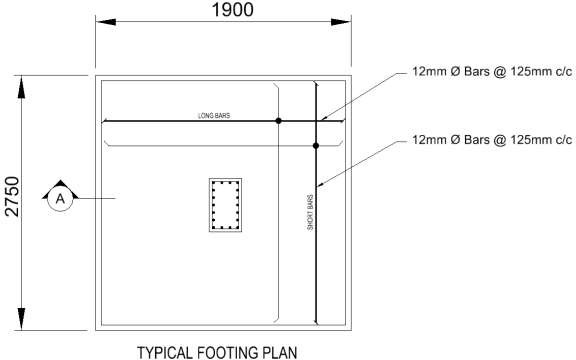 1900
12mm Ø Bars @ 125mm c/c
LONG BARS
12mm Ø Bars @ 125mm c/c
2750
A
SHORT BARS
TYPICAL FOOTING PLAN